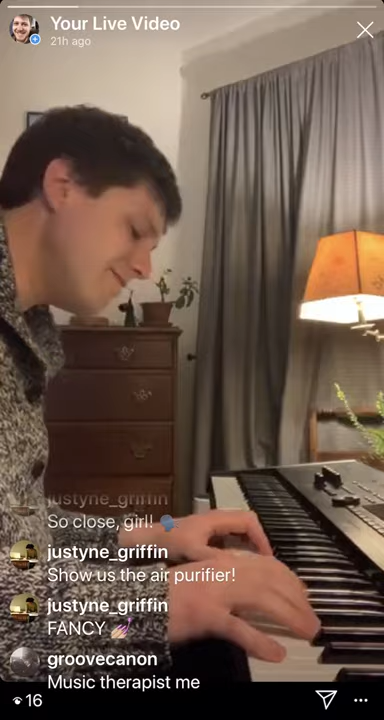 Your Live Video
21h ago
justyne_griffin
So close, girl! 🗣
justyne_griffin
Show us the air purifier!
justyne_griffin
FANCY 💅🏻
groovecanon
Music therapist me
16